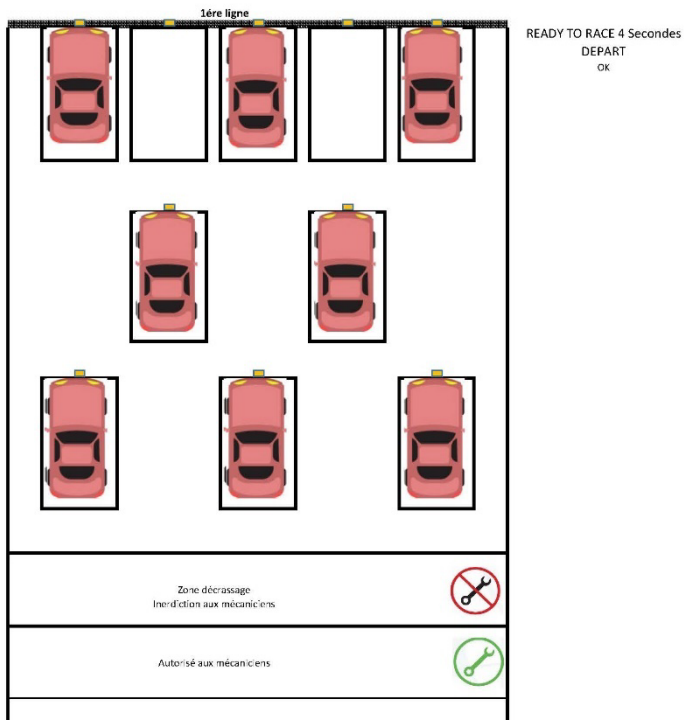 1ére ligne
READY TO RACE 4 Secondes
DEPART
OK
Zone décrassage
Inerdiction aux mécaniciens
Autorisé aux mécaniciens